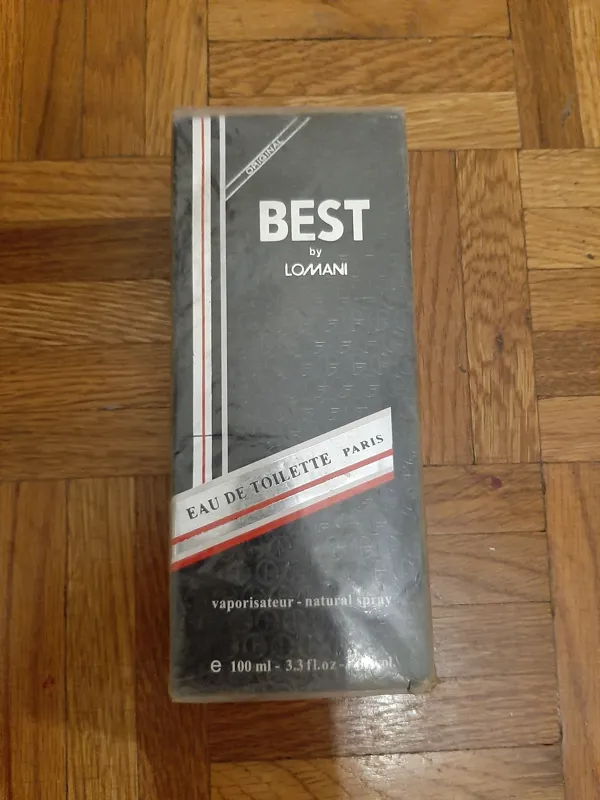 ORIGINAL
BEST
by
LOMANI
EAU DE TOILETTE PARIS
vaporisateur - natural spray
e 100 ml - 3.3 fl.oz -